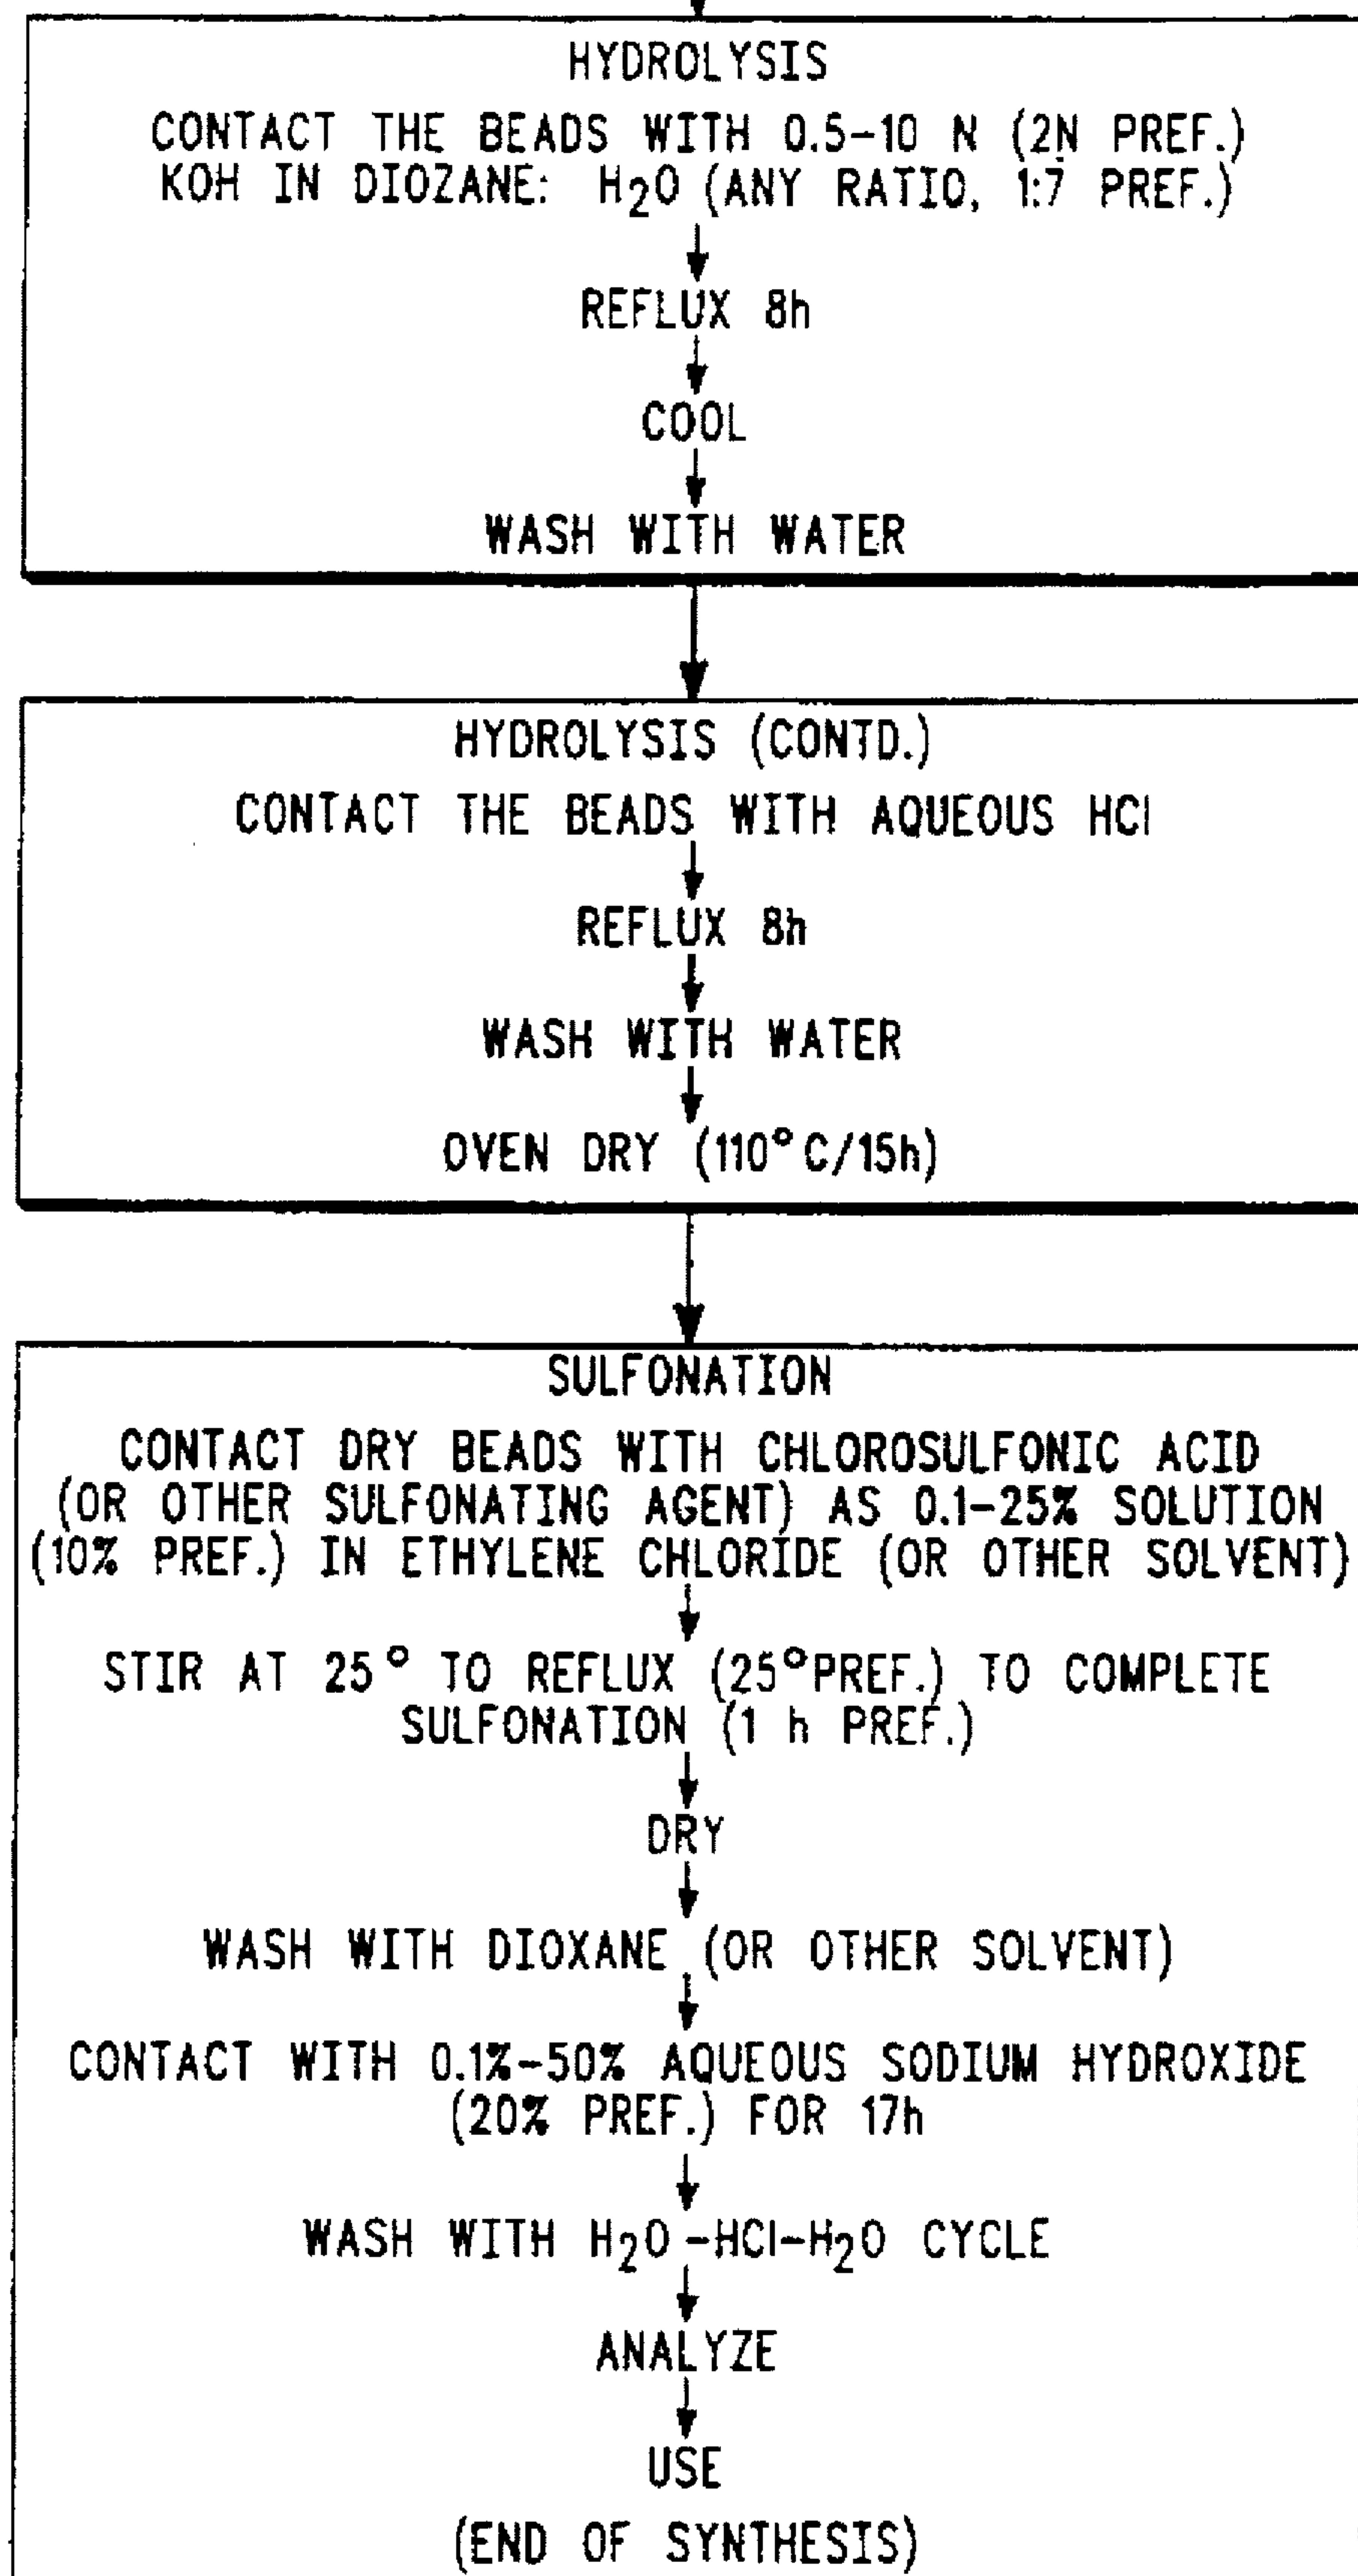 HYDROLYSIS
CONTACT THE BEADS WITH 0.5-10 N (2N PREF.)
KOH IN DIOZANE: H₂O (ANY RATIO, 1:7 PREF.)
REFLUX 8h
COOL
WASH WITH WATER
HYDROLYSIS (CONTD.)
CONTACT THE BEADS WITH AQUEOUS HCl
REFLUX 8h
WASH WITH WATER
OVEN DRY (110°C/15h)
SULFONATION
CONTACT DRY BEADS WITH CHLOROSULFONIC ACID
(OR OTHER SULFONATING AGENT) AS 0.1-25% SOLUTION
(10% PREF.) IN ETHYLENE CHLORIDE (OR OTHER SOLVENT)
STIR AT 25° TO REFLUX (25°PREF.) TO COMPLETE
SULFONATION (1 h PREF.)
DRY
WASH WITH DIOXANE (OR OTHER SOLVENT)
CONTACT WITH 0.1%-50% AQUEOUS SODIUM HYDROXIDE
(20% PREF.) FOR 17h
WASH WITH H₂O-HCl-H₂O CYCLE
ANALYZE
USE
(END OF SYNTHESIS)